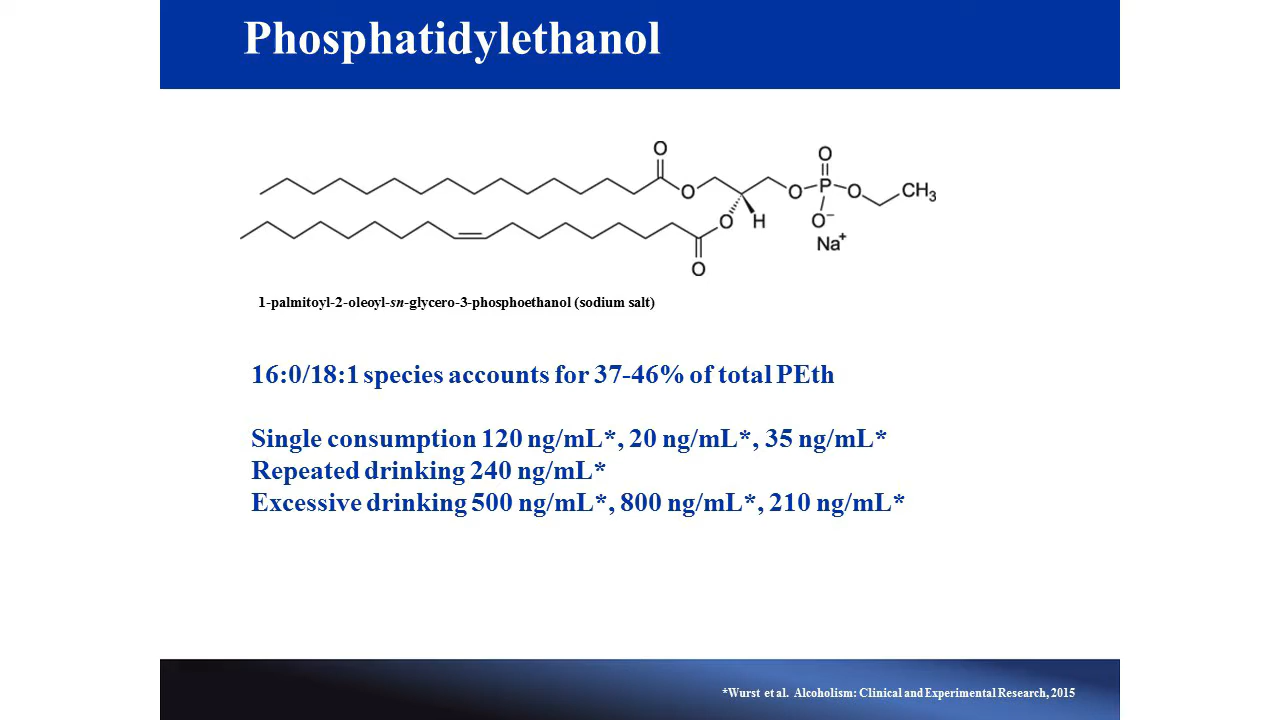 Phosphatidylethanol
O
O
O
O
P
O
CH3
O
H
O–
Na+
O
1-palmitoyl-2-oleoyl-sn-glycero-3-phosphoethanol (sodium salt)
16:0/18:1 species accounts for 37-46% of total PEth
Single consumption 120 ng/mL*, 20 ng/mL*, 35 ng/mL*
Repeated drinking 240 ng/mL*
Excessive drinking 500 ng/mL*, 800 ng/mL*, 210 ng/mL*
*Wurst et al. Alcoholism: Clinical and Experimental Research, 2015